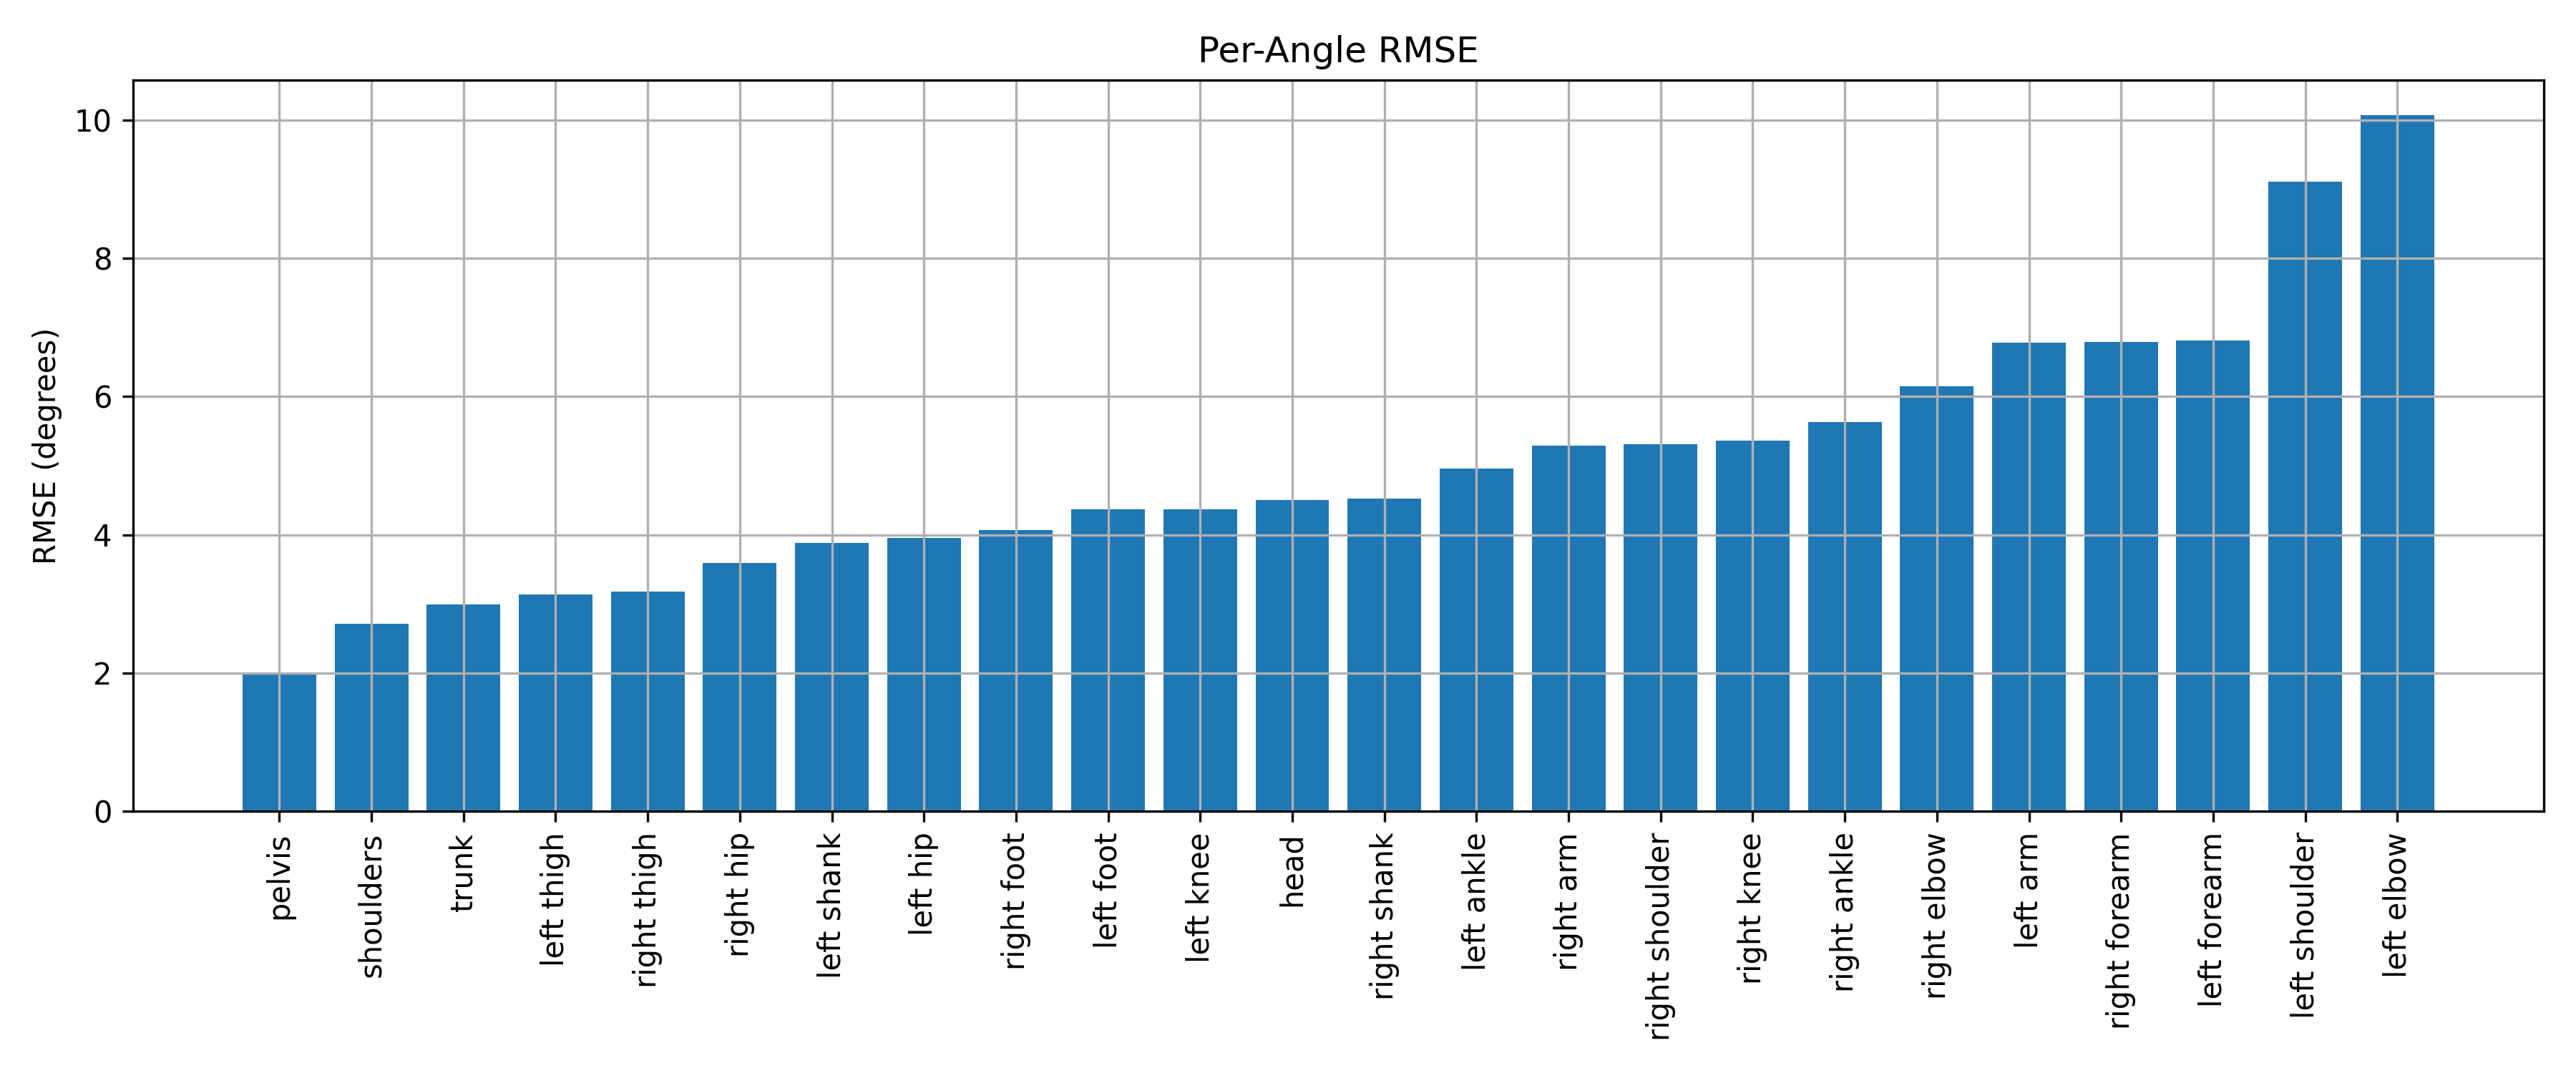 Per-Angle RMSE
RMSE (degrees)
10
8
6
4
2
0
pelvis
shoulders
trunk
left thigh
right thigh
right hip
left shank
left hip
right foot
left foot
left knee
head
right shank
left ankle
right arm
right shoulder
right knee
right ankle
right elbow
left arm
right forearm
left forearm
left shoulder
left elbow